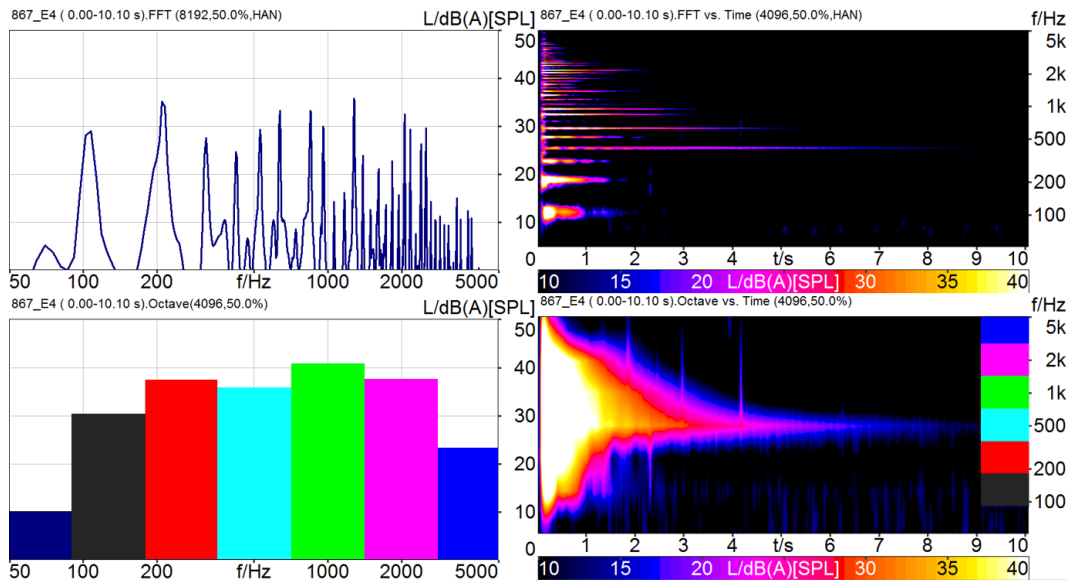 867_E4 ( 0.00-10.10 s).FFT (8192,50.0%,HAN) L/dB(A)[SPL]
50
40
30
20
10
50 100 200 f/Hz 1000 2000 5000
867_E4 ( 0.00-10.10 s).FFT vs. Time (4096,50.0%,HAN) f/Hz
5k
2k
1k
500
200
100
0 1 2 3 4 5 6 7 t/s 8 9 10
10 15 20 L/dB(A)[SPL] 30 35 40
867_E4 ( 0.00-10.10 s).Octave(4096,50.0%) L/dB(A)[SPL]
50
40
30
20
10
50 100 200 f/Hz 1000 2000 5000
867_E4 ( 0.00-10.10 s).Octave vs. Time (4096,50.0%) f/Hz
5k
2k
1k
500
200
100
0 1 2 3 4 t/s 6 7 8 9 10
10 15 20 L/dB(A)[SPL] 30 35 40